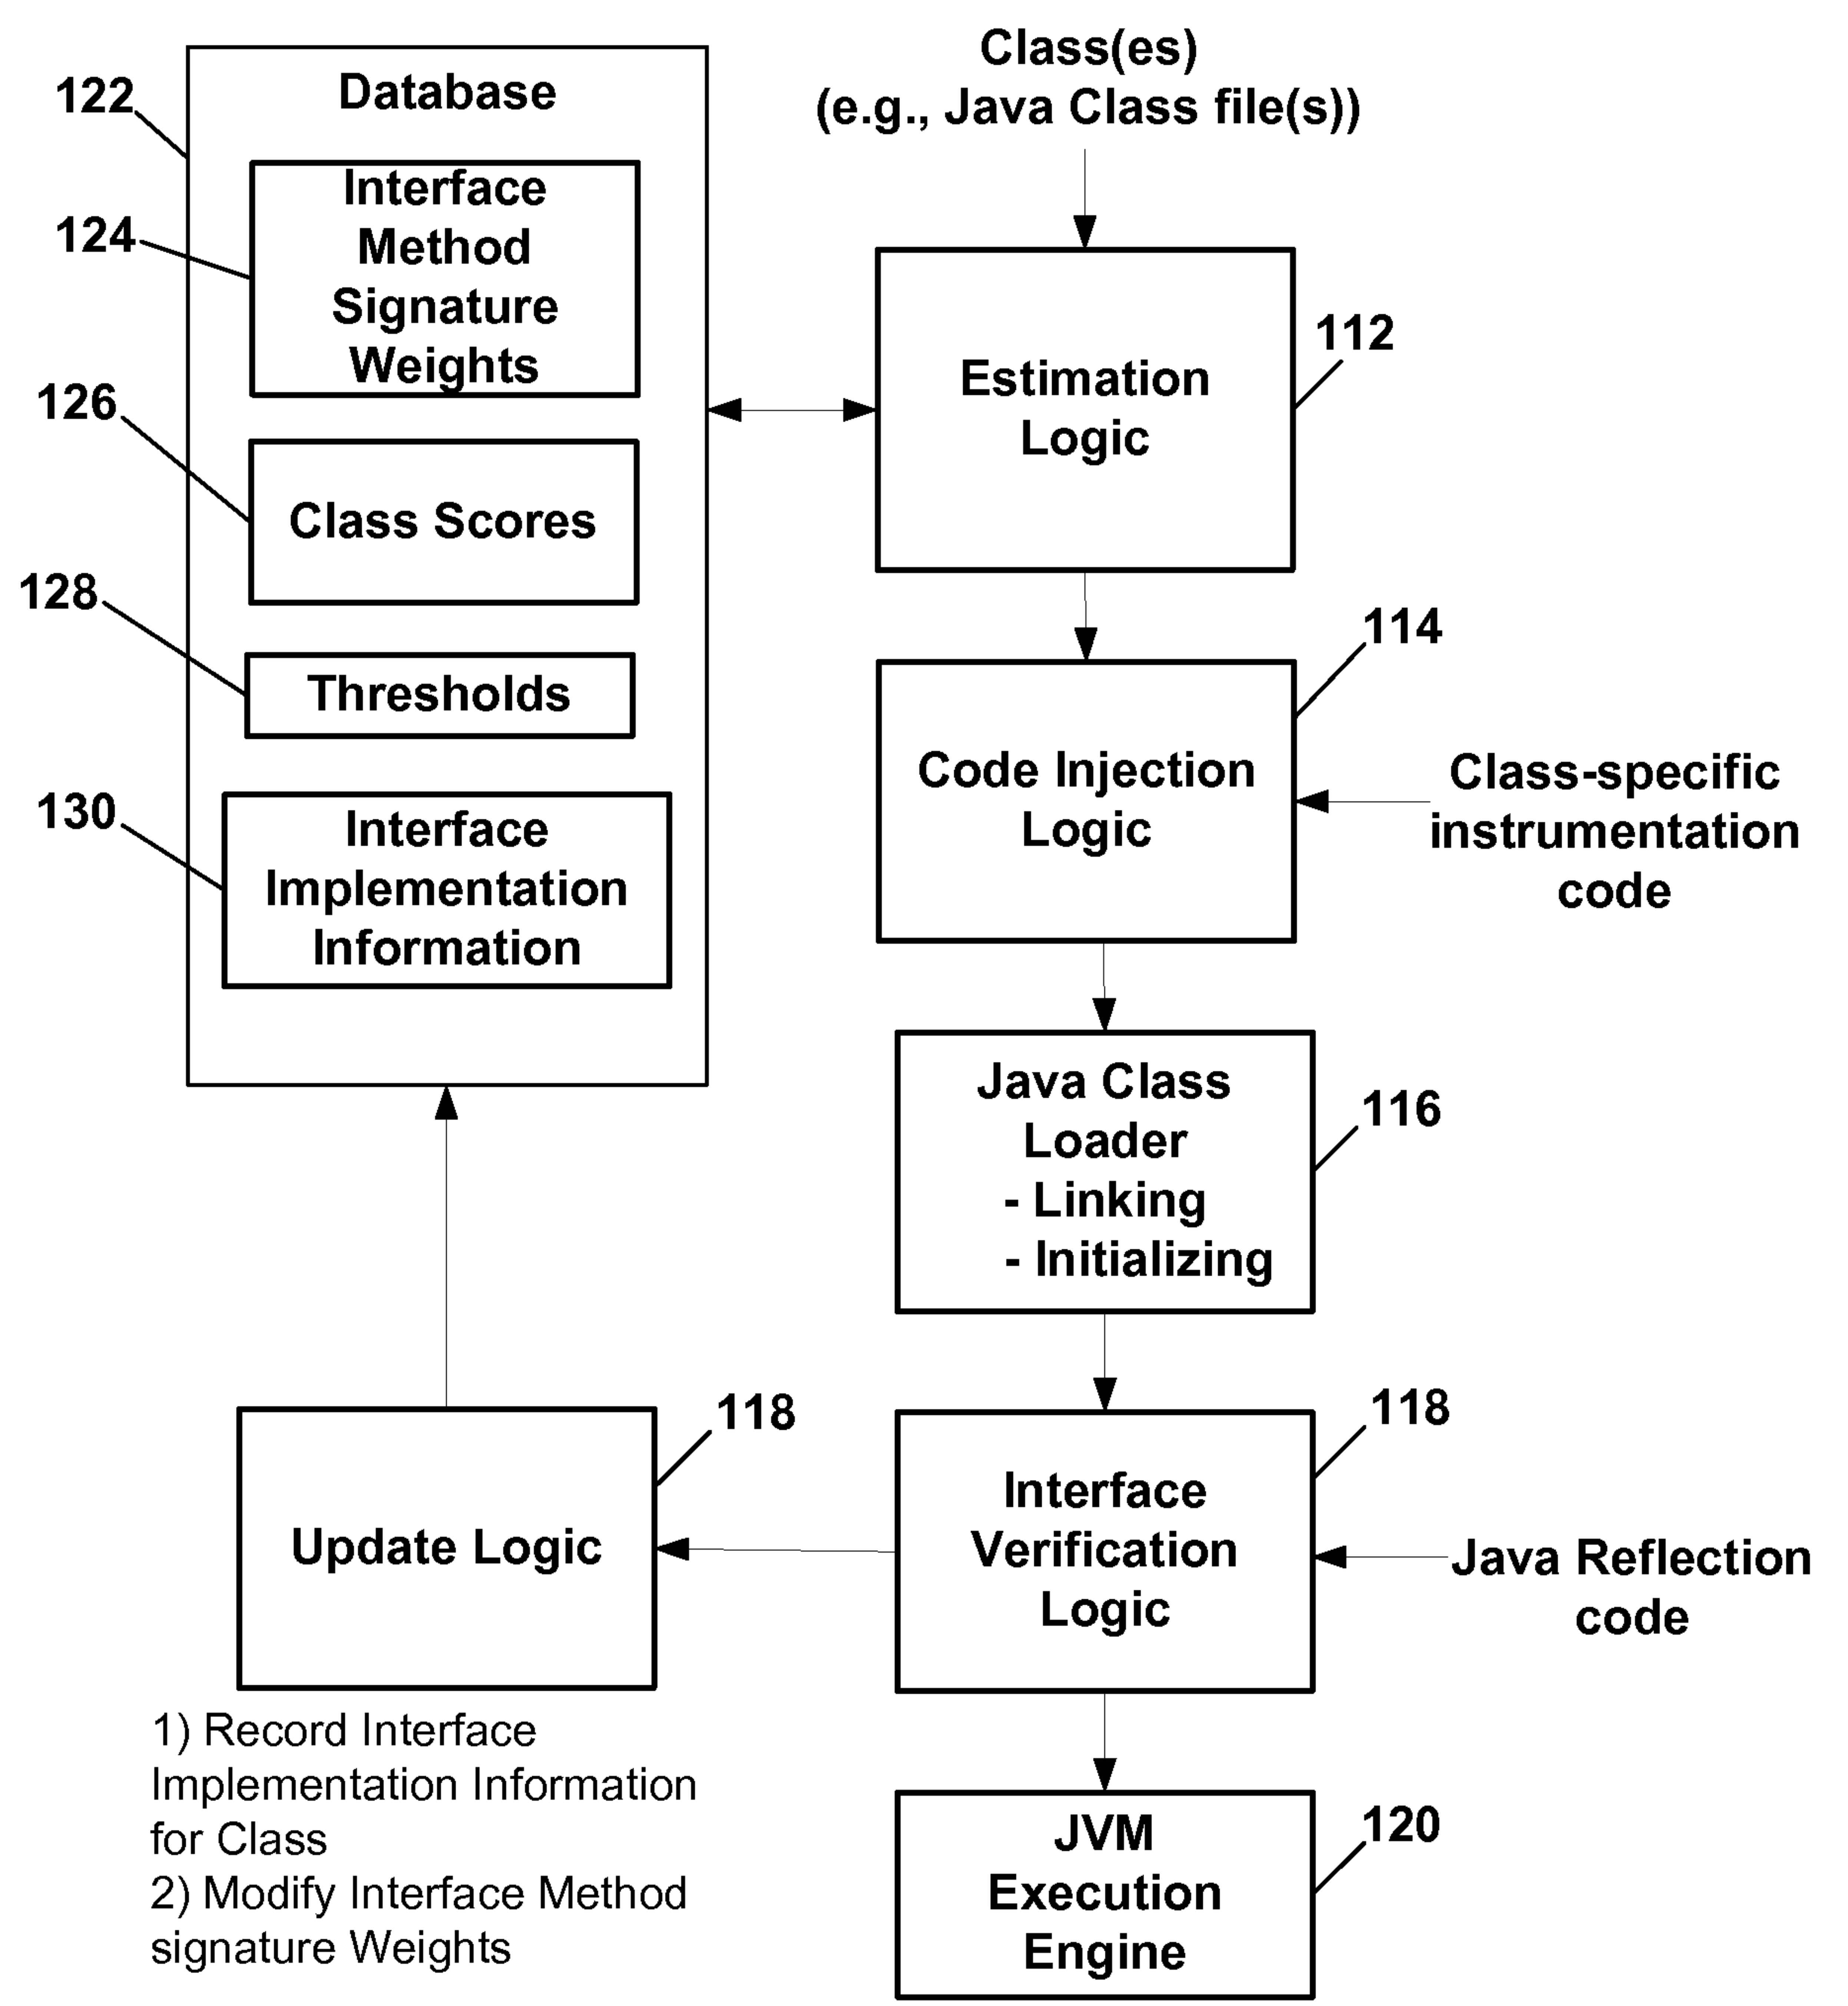 Class(es)
(e.g., Java Class file(s))
122
Database
124
Interface
Method
Signature
Weights
126
Class Scores
128
Thresholds
130
Interface
Implementation
Information
112
Estimation
Logic
114
Code Injection
Logic
Class-specific
instrumentation
code
116
Java Class
Loader
- Linking
- Initializing
118
Update Logic
118
Interface
Verification
Logic
Java Reflection
code
1) Record Interface
Implementation Information
for Class
2) Modify Interface Method
signature Weights
120
JVM
Execution
Engine